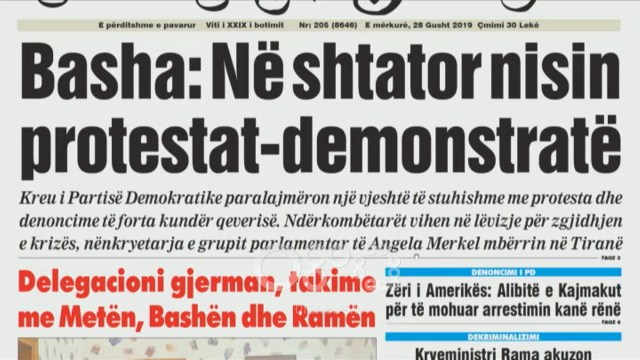 E përditshme e pavarur Viti i XXIX i botimit Nr: 205 (8646) E mërkurë, 28 Gusht 2019 Çmimi 30 Lekë
Basha: Në shtator nisin
protestat-demonstratë
Kreu i Partisë Demokratike paralajmëron një vjeshtë të stuhishme me protesta dhe
denoncime të forta kundër qeverisë. Ndërkombëtarët vihen në lëvizje për zgjidhjen
e krizës, nënkryetarja e grupit parlamentar të Angela Merkel mbërrin në Tiranë
FAQE 3
Delegacioni gjerman, takime
me Metën, Bashën dhe Ramën
DENONCIMI I PD
Zëri i Amerikës: Alibitë e Kajmakut
për të mohuar arrestimin kanë rënë
FAQE 6
DEKRIMINALIZIMI
Kryeministri Rama akuzon